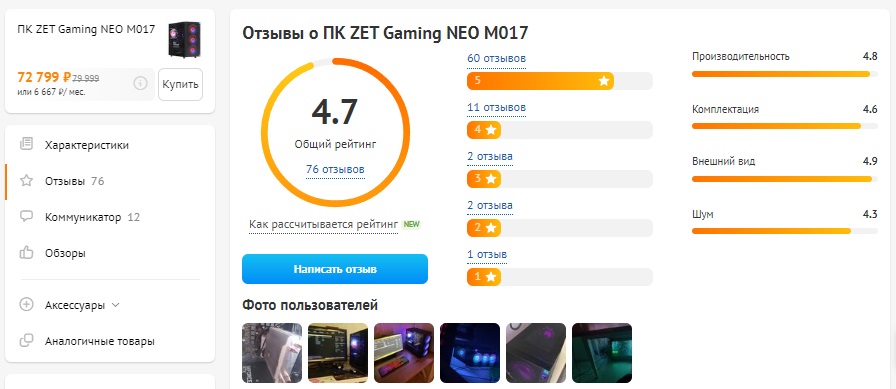 ПК ZET Gaming NEO M017
72 799 ₽ 79 999
или 6 667 ₽/ мес.
Купить
Характеристики
Отзывы 76
Коммуникатор 12
Обзоры
Аксессуары
Аналогичные товары
Отзывы о ПК ZET Gaming NEO M017
4.7
Общий рейтинг
76 отзывов
Как рассчитывается рейтинг NEW
Написать отзыв
60 отзывов
5
11 отзывов
4
2 отзыва
3
2 отзыва
2
1 отзыв
1
Производительность 4.8
Комплектация 4.6
Внешний вид 4.9
Шум 4.3
Фото пользователей